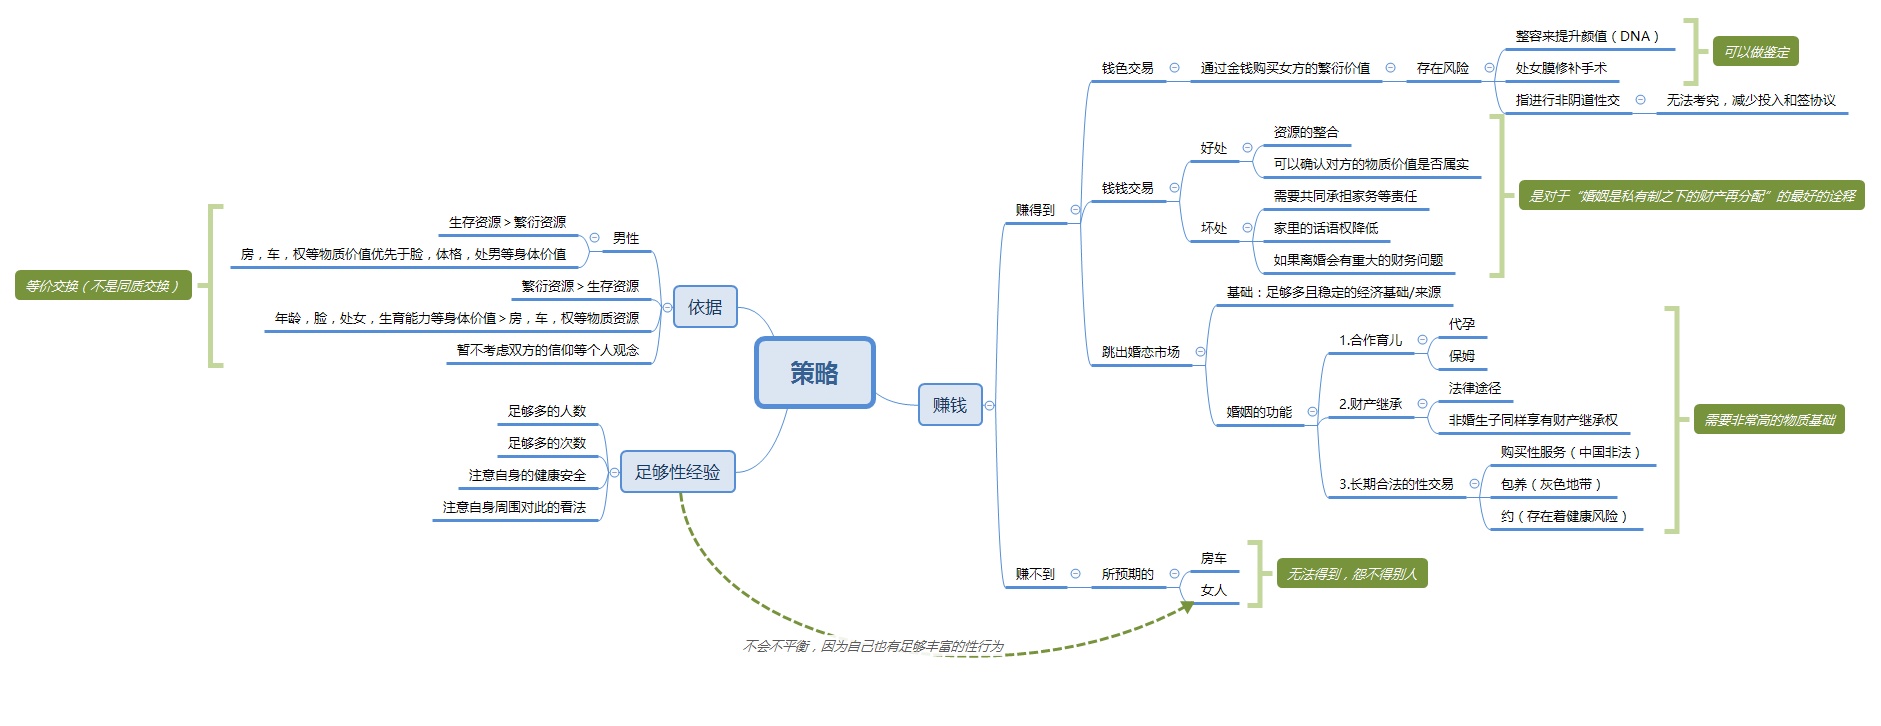 策略
依据
男性
生存资源＞繁衍资源
房，车，权等物质价值优先于脸，体格，处男等身体价值
繁衍资源＞生存资源
年龄，脸，处女，生育能力等身体价值＞房，车，权等物质资源
暂不考虑双方的信仰等个人观念
等价交换（不是同质交换）
足够性经验
足够多的人数
足够多的次数
注意自身的健康安全
注意自身周围对此的看法
不会不平衡，因为自己也有足够丰富的性行为
赚钱
赚得到
钱色交易
通过金钱购买女方的繁衍价值
存在风险
整容来提升颜值（DNA）
处女膜修补手术
可以做鉴定
指进行非阴道性交
无法考究，减少投入和签协议
钱钱交易
好处
资源的整合
可以确认对方的物质价值是否属实
坏处
需要共同承担家务等责任
家里的话语权降低
如果离婚会有重大的财务问题
是对于“婚姻是私有制之下的财产再分配”的最好的诠释
跳出婚恋市场
基础：足够多且稳定的经济基础/来源
婚姻的功能
1.合作育儿
代孕
保姆
2.财产继承
法律途径
非婚生子同样享有财产继承权
3.长期合法的性交易
购买性服务（中国非法）
包养（灰色地带）
约（存在着健康风险）
需要非常高的物质基础
赚不到
所预期的
房车
女人
无法得到，怨不得别人